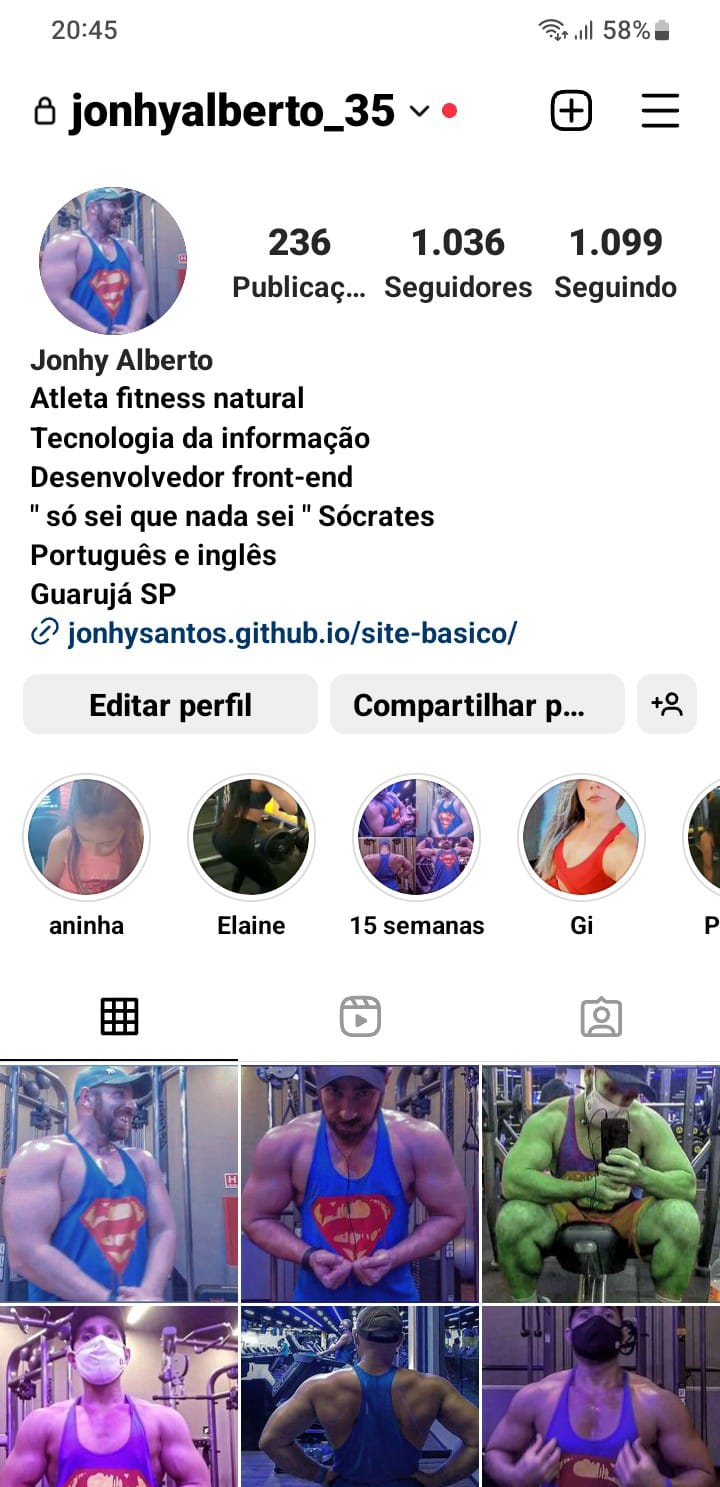 20:45
58%
jonhyalberto_35
236
1.036
1.099
Publicaç...
Seguidores
Seguindo
Jonhy Alberto
Atleta fitness natural
Tecnologia da informação
Desenvolvedor front-end
" só sei que nada sei " Sócrates
Português e inglês
Guarujá SP
jonhysantos.github.io/site-basico/
Editar perfil
Compartilhar p...
aninha
Elaine
15 semanas
Gi
P